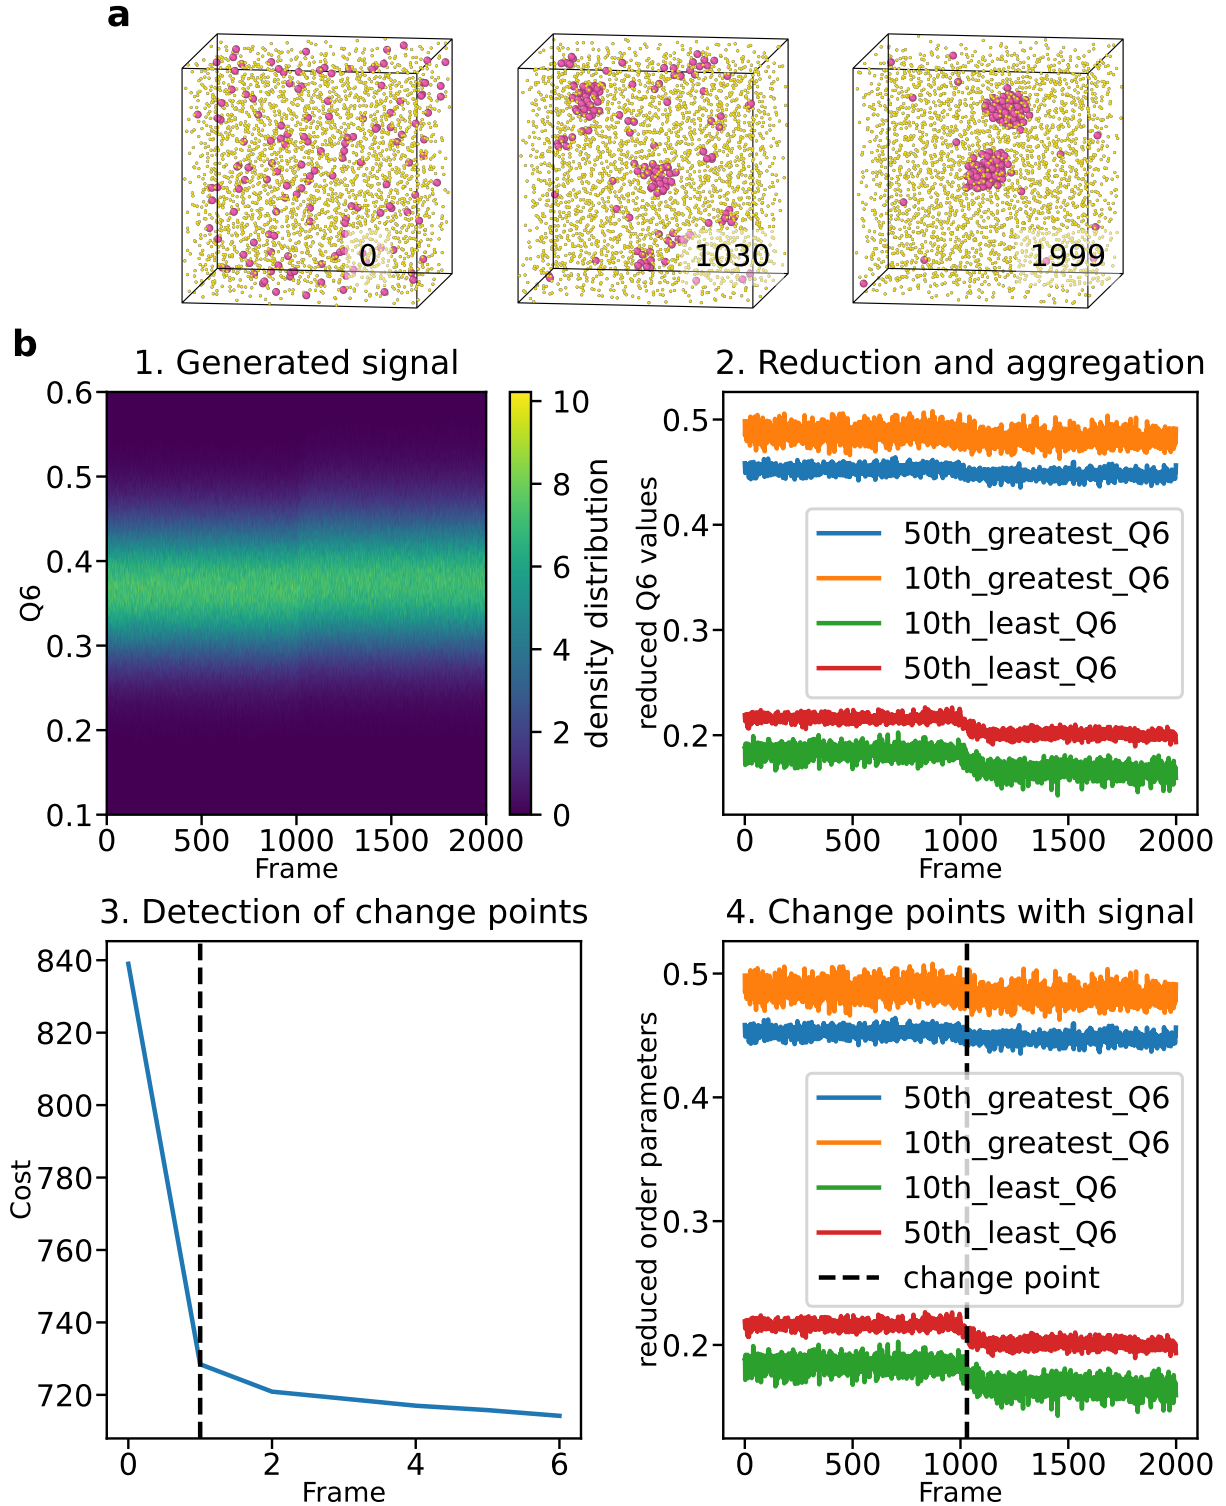 a
0
1030
1999
b
1. Generated signal
0.6
0.5
0.4
0.3
0.2
0.1
Q6
0
500
1000
1500
2000
Frame
10
8
6
4
2
0
density distribution
2. Reduction and aggregation
0.5
0.4
0.3
0.2
reduced Q6 values
50th_greatest_Q6
10th_greatest_Q6
10th_least_Q6
50th_least_Q6
0
500
1000
1500
2000
Frame
3. Detection of change points
840
820
800
780
760
740
720
Cost
0
2
4
6
Frame
4. Change points with signal
0.5
0.4
0.3
0.2
reduced order parameters
50th_greatest_Q6
10th_greatest_Q6
10th_least_Q6
50th_least_Q6
change point
0
500
1000
1500
2000
Frame